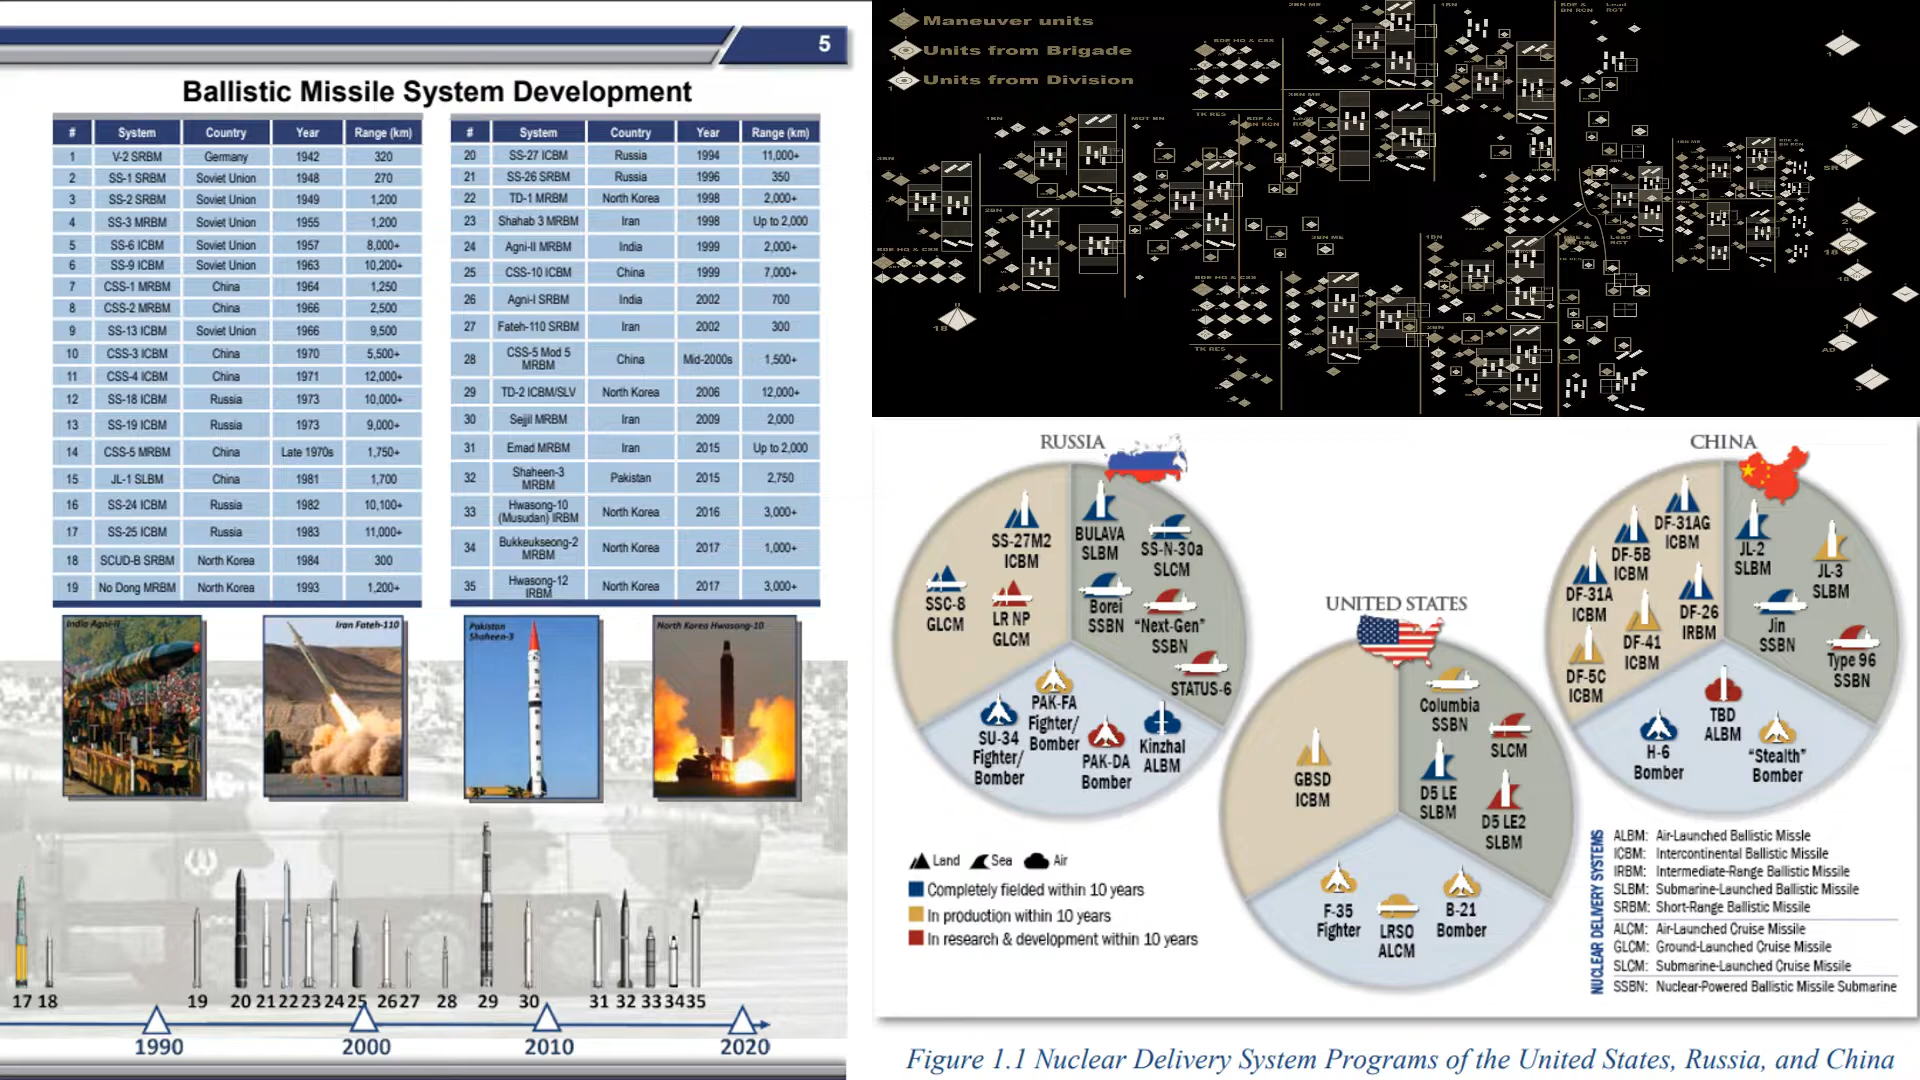 5
Ballistic Missile System Development
# System Country Year Range (km)
1 V-2 SRBM Germany 1942 320
2 SS-1 SRBM Soviet Union 1948 270
3 SS-2 SRBM Soviet Union 1949 1,200
4 SS-3 MRBM Soviet Union 1955 1,200
5 SS-6 ICBM Soviet Union 1957 8,000+
6 SS-9 ICBM Soviet Union 1963 10,200+
7 CSS-1 MRBM China 1964 1,250
8 CSS-2 MRBM China 1966 2,500
9 SS-13 ICBM Soviet Union 1966 9,500
10 CSS-3 ICBM China 1970 5,500+
11 CSS-4 ICBM China 1971 12,000+
12 SS-18 ICBM Russia 1973 10,000+
13 SS-19 ICBM Russia 1973 9,000+
14 CSS-5 MRBM China Late 1970s 1,750+
15 JL-1 SLBM China 1981 1,700
16 SS-24 ICBM Russia 1982 10,100+
17 SS-25 ICBM Russia 1983 11,000+
18 SCUD-B SRBM North Korea 1984 300
19 No Dong MRBM North Korea 1993 1,200+
# System Country Year Range (km)
20 SS-27 ICBM Russia 1994 11,000+
21 SS-26 SRBM Russia 1996 350
22 TD-1 MRBM North Korea 1998 2,000+
23 Shahab 3 MRBM Iran 1998 Up to 2,000
24 Agni-II MRBM India 1999 2,000+
25 CSS-10 ICBM China 1999 7,000+
26 Agni-I SRBM India 2002 700
27 Fateh-110 SRBM Iran 2002 300
28 CSS-5 Mod 5 MRBM China Mid-2000s 1,500+
29 TD-2 ICBM/SLV North Korea 2006 12,000+
30 Sejjil MRBM Iran 2009 2,000
31 Emad MRBM Iran 2015 Up to 2,000
32 Shaheen-3 MRBM Pakistan 2015 2,750
33 Hwasong-10 (Musudan) IRBM North Korea 2016 3,000+
34 Bukkeukseong-2 MRBM North Korea 2017 1,000+
35 Hwasong-12 IRBM North Korea 2017 3,000+
India Agni-II
Iran Fateh-110
Pakistan
Shaheen-3
North Korea Hwasong-10
17 18 19 20 21 22 23 24 25 26 27 28 29 30 31 32 33 34 35
1990 2000 2010 2020
Maneuver units
Units from Brigade
Units from Division
RUSSIA
SS-27M2
ICBM
SSC-8
GLCM
LR NP
GLCM
BULAVA
SLBM
SS-N-30a
SLCM
Borei
SSBN
"Next-Gen"
SSBN
STATUS-6
SU-34
Fighter/
Bomber
PAK-FA
Fighter/
Bomber
PAK-DA
Bomber
Kinzhal
ALBM
UNITED STATES
GBSD
ICBM
Columbia
SSBN
SLCM
D5 LE
SLBM
D5 LE2
SLBM
F-35
Fighter
LRSO
ALCM
B-21
Bomber
CHINA
DF-31AG
ICBM
DF-5B
ICBM
DF-31A
ICBM
DF-26
IRBM
DF-41
ICBM
DF-5C
ICBM
JL-2
SLBM
JL-3
SLBM
Jin
SSBN
Type 96
SSBN
H-6
Bomber
TBD
ALBM
"Stealth"
Bomber
Land Sea Air
Completely fielded within 10 years
In production within 10 years
In research & development within 10 years
NUCLEAR DELIVERY SYSTEMS
ALBM: Air-Launched Ballistic Missle
ICBM: Intercontinental Ballistic Missile
IRBM: Intermediate-Range Ballistic Missile
SLBM: Submarine-Launched Ballistic Missile
SRBM: Short-Range Ballistic Missile
ALCM: Air-Launched Cruise Missile
GLCM: Ground-Launched Cruise Missile
SLCM: Submarine-Launched Cruise Missile
SSBN: Nuclear-Powered Ballistic Missile Submarine
Figure 1.1 Nuclear Delivery System Programs of the United States, Russia, and China